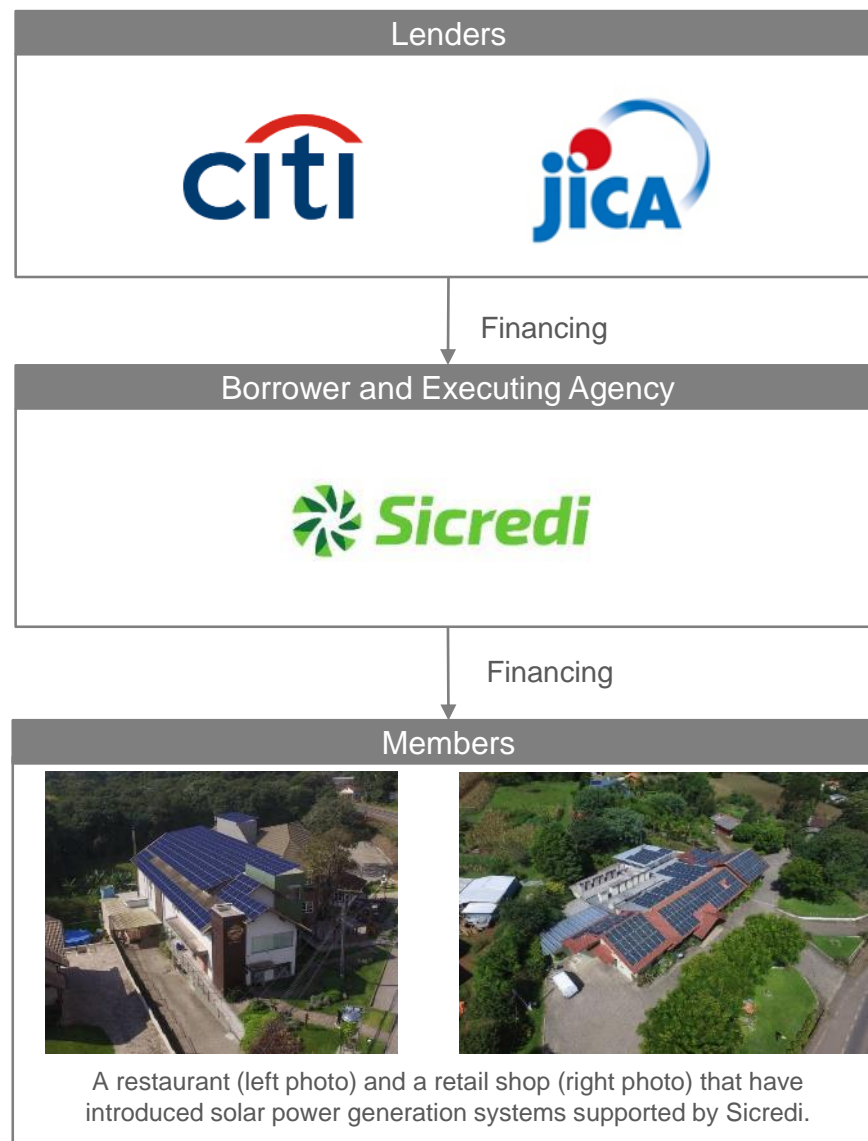 Lenders
citi
jICA
Financing
Borrower and Executing Agency
Sicredi
Financing
Members
A restaurant (left photo) and a retail shop (right photo) that have
introduced solar power generation systems supported by Sicredi.